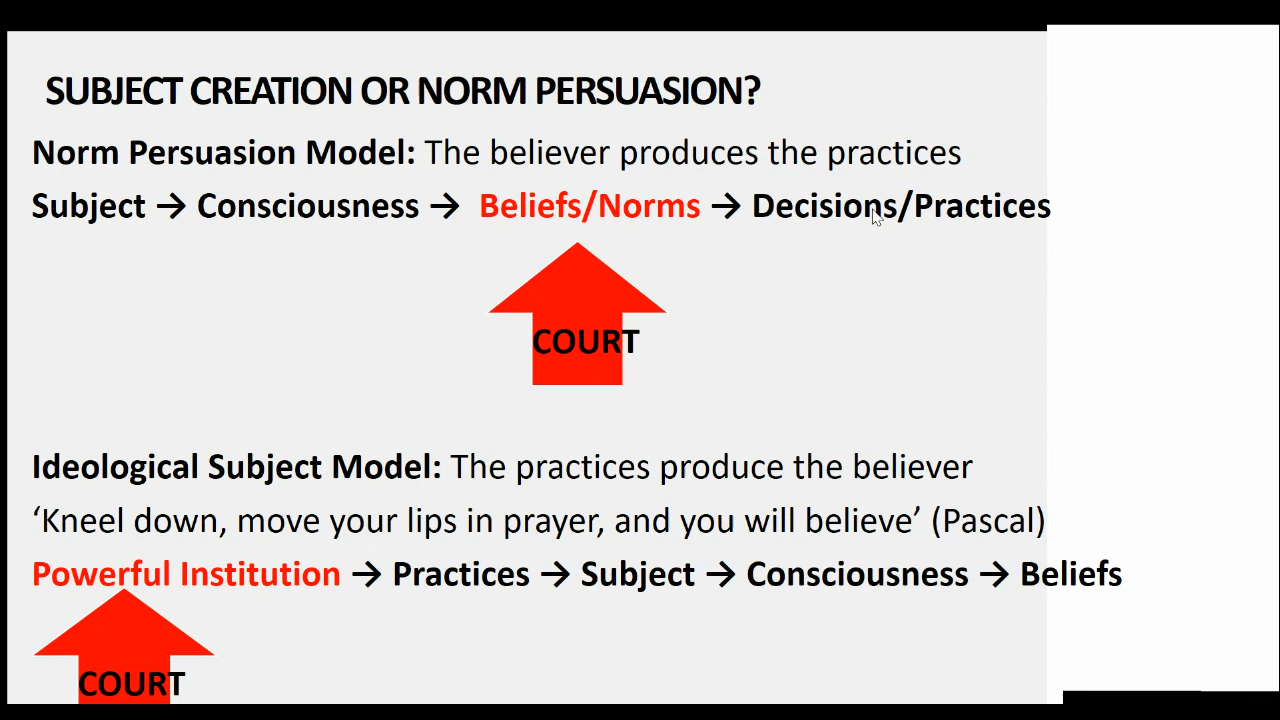 SUBJECT CREATION OR NORM PERSUASION?
Norm Persuasion Model: The believer produces the practices
Subject → Consciousness → Beliefs/Norms → Decisions/Practices
COURT
Ideological Subject Model: The practices produce the believer
‘Kneel down, move your lips in prayer, and you will believe’ (Pascal)
Powerful Institution → Practices → Subject → Consciousness → Beliefs
COURT